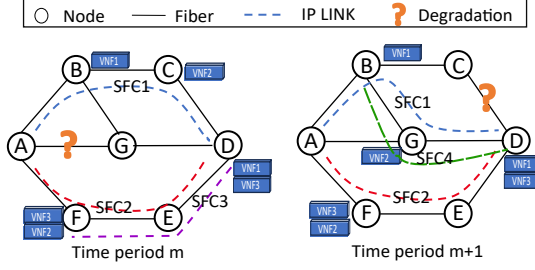 Node Fiber IP LINK ? Degradation
VNF1
B C
VNF2
SFC1
A ? G D
VNF1
VNF3
SFC2 SFC3
VNF3
VNF2
F E
Time period m
VNF1
B C
?
SFC1
A G D
VNF2
SFC4
VNF1
VNF3
SFC2
VNF3
VNF2
F E
Time period m+1